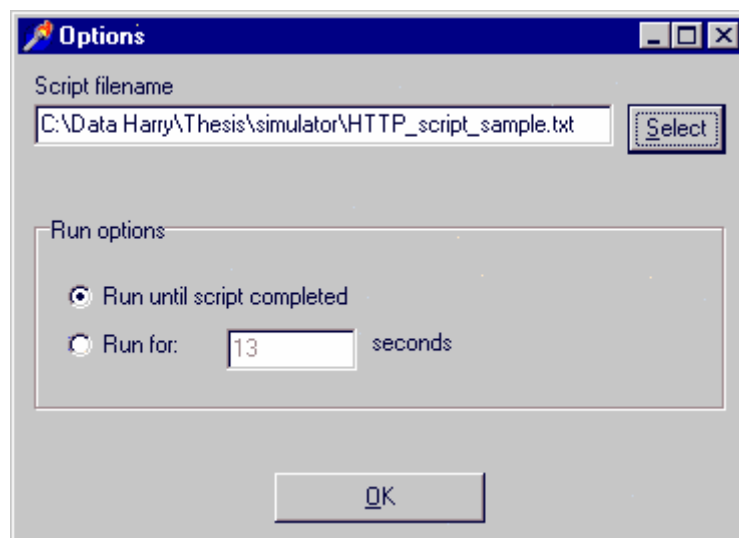 Options
Script filename
C:\Data Harry\Thesis\simulator\HTTP_script_sample.txt
Select
Run options
Run until script completed
Run for: 13 seconds
OK